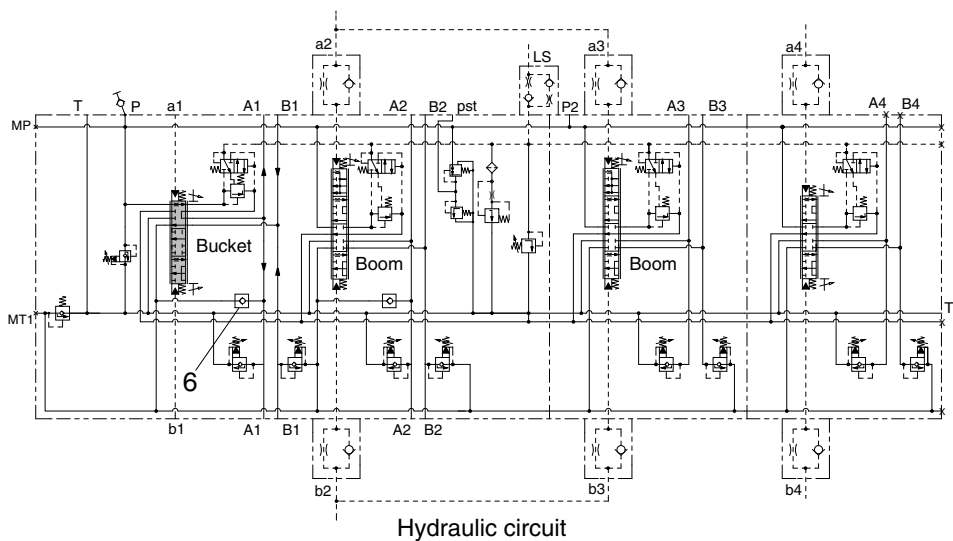 a2 a3 a4
LS
T P a1 A1 B1 A2 B2 pst P2 A3 B3 A4 B4
MP
Bucket
Boom Boom
MT1 T
6
b1 A1 B1 A2 B2
b2 b3 b4
Hydraulic circuit